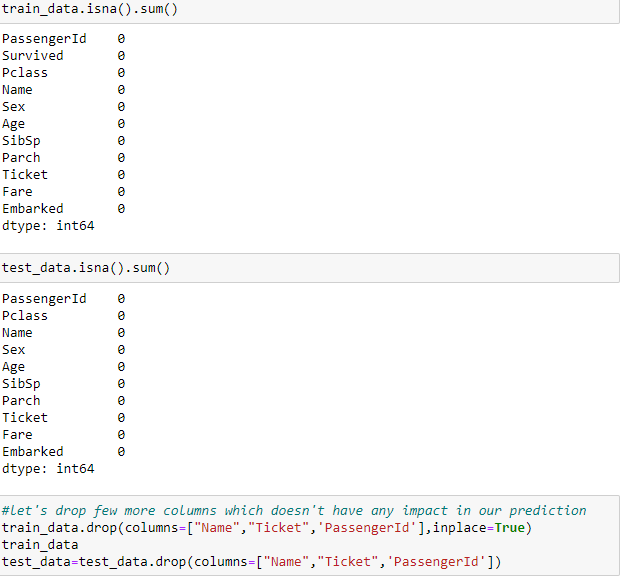 train_data.isna().sum()
PassengerId    0
Survived       0
Pclass         0
Name           0
Sex            0
Age            0
SibSp          0
Parch          0
Ticket         0
Fare           0
Embarked       0
dtype: int64
test_data.isna().sum()
PassengerId    0
Pclass         0
Name           0
Sex            0
Age            0
SibSp          0
Parch          0
Ticket         0
Fare           0
Embarked       0
dtype: int64
#let's drop few more columns which doesn't have any impact in our prediction
train_data.drop(columns=["Name","Ticket",'PassengerId'],inplace=True)
train_data
test_data=test_data.drop(columns=["Name","Ticket",'PassengerId'])